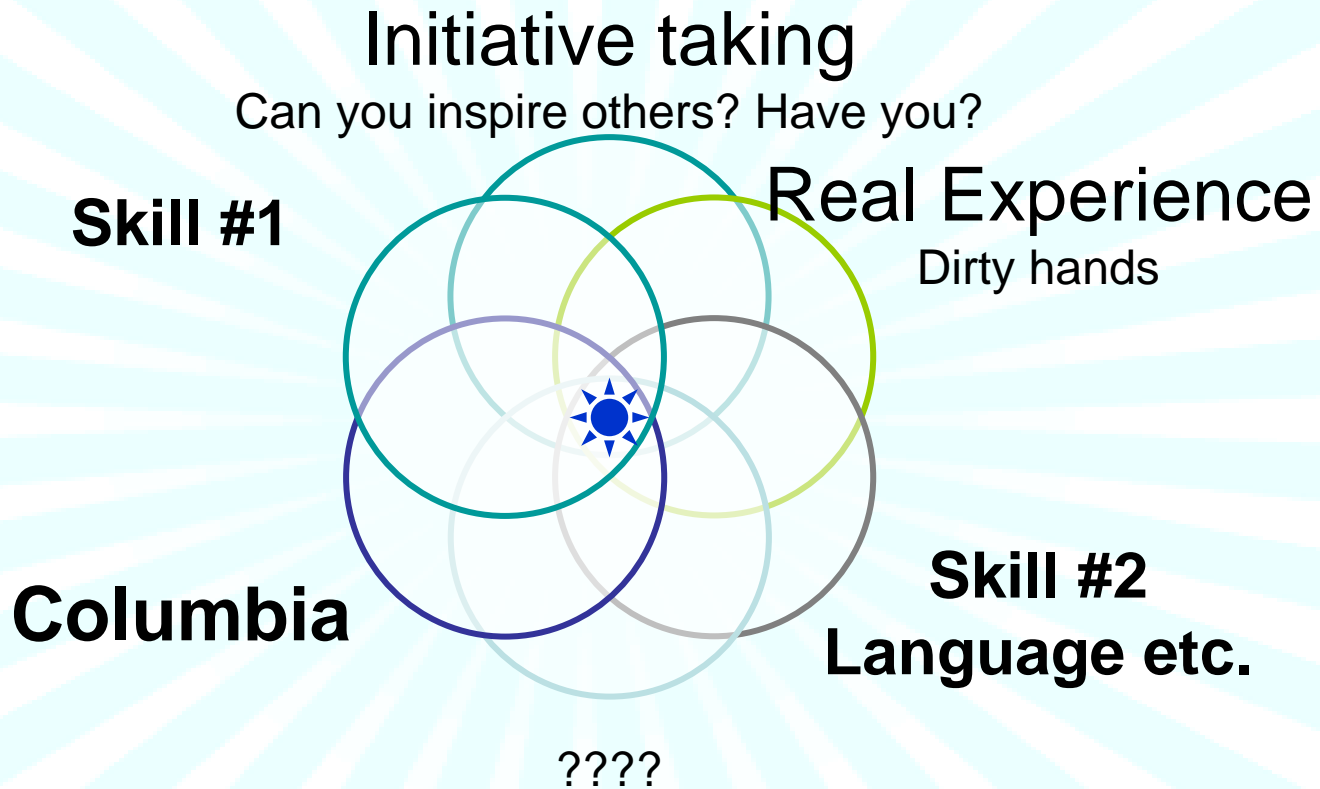 Initiative taking
Can you inspire others? Have you?
Real Experience
Dirty hands
Skill #1
Skill #2
Language etc.
Columbia
????